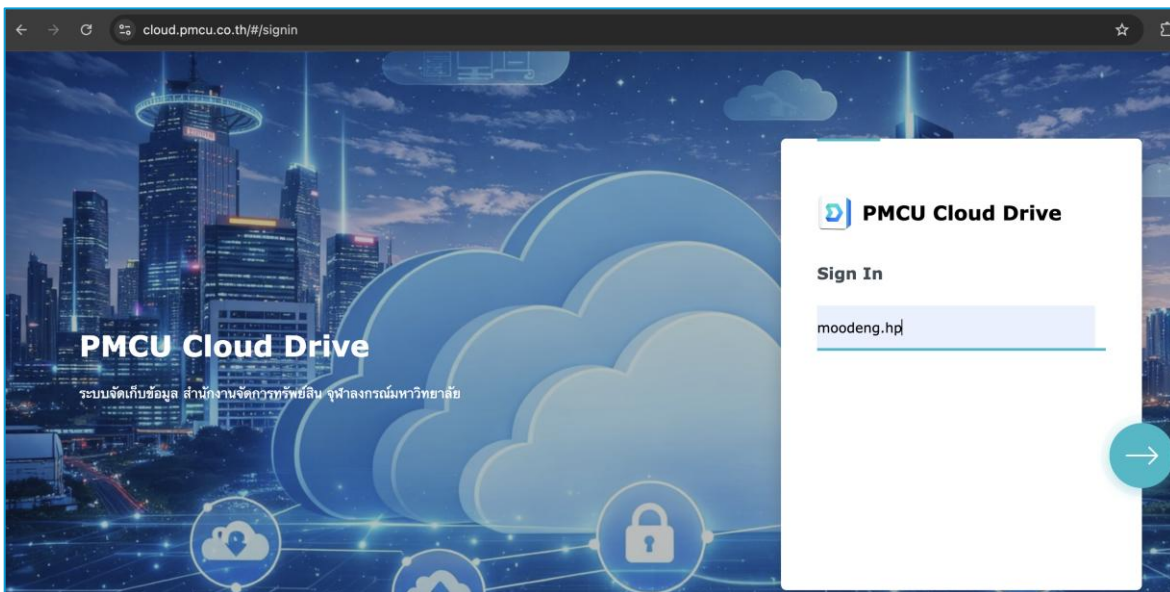 cloud.pmcu.co.th/#/signin
PMCU Cloud Drive
Sign In
moodeng.hp
PMCU Cloud Drive
ระบบจัดเก็บข้อมูล สำนักงานจัดการทรัพย์สิน จุฬาลงกรณ์มหาวิทยาลัย